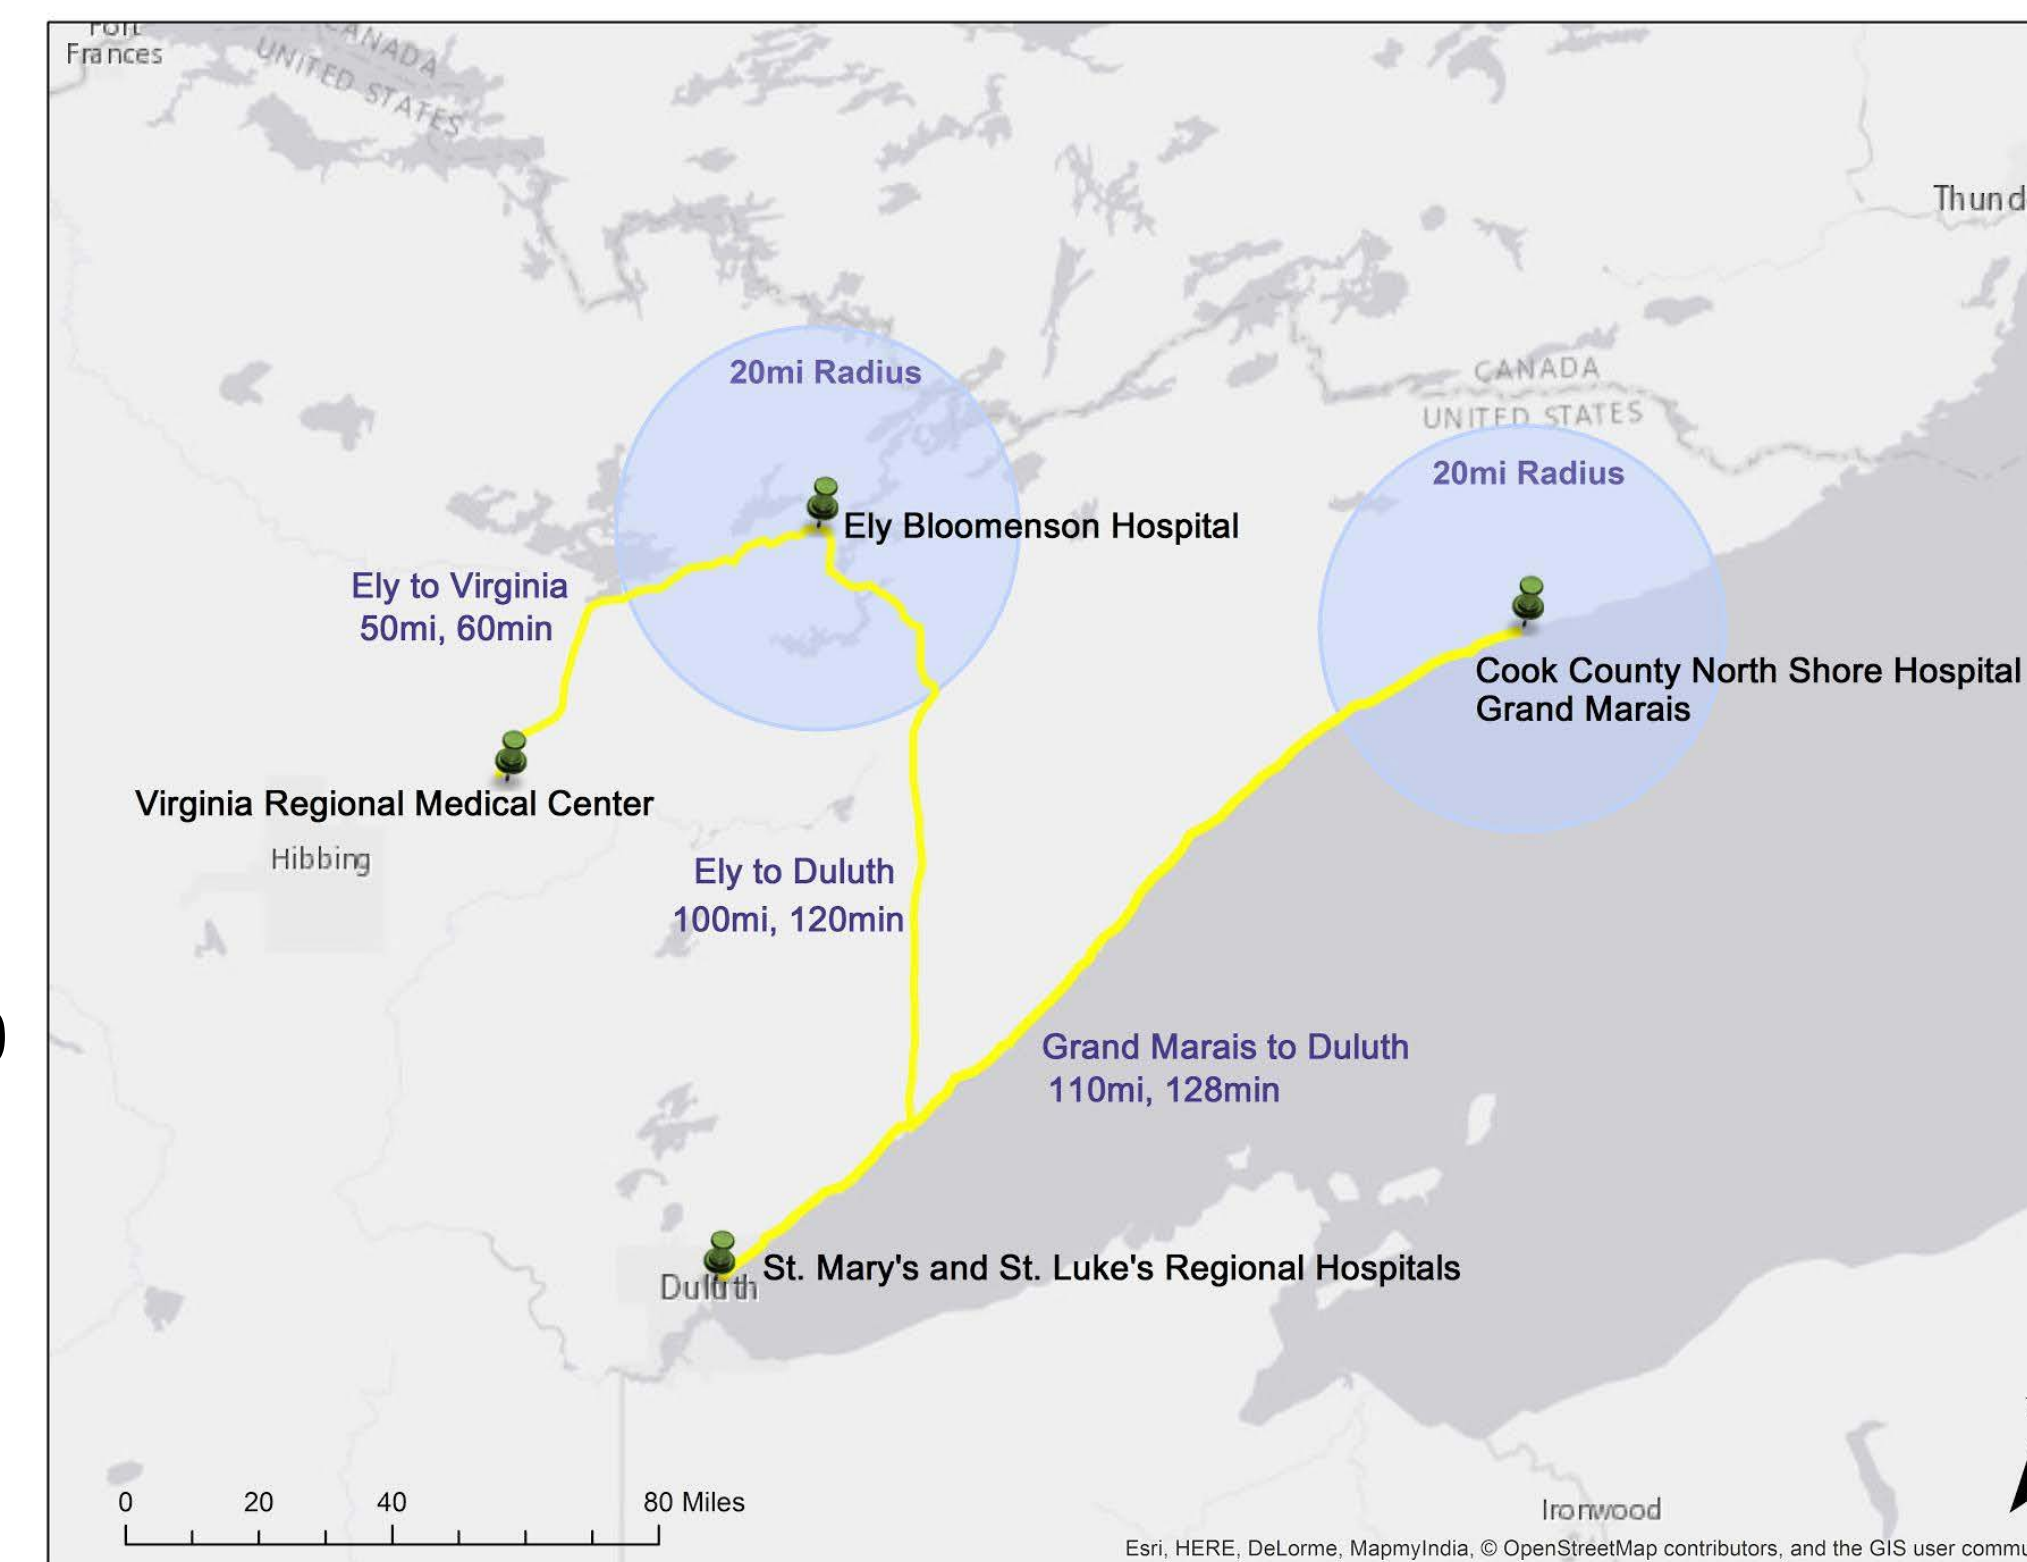 Fort
Frances
CANADA
UNITED STATES
Thund
20mi Radius
CANADA
UNITED STATES
20mi Radius
Ely Bloomenson Hospital
Ely to Virginia
50mi, 60min
Cook County North Shore Hospital
Grand Marais
Virginia Regional Medical Center
Hibbing
Ely to Duluth
100mi, 120min
Grand Marais to Duluth
110mi, 128min
St. Mary's and St. Luke's Regional Hospitals
Duluth
0 20 40 80 Miles
Ironwood
Esri, HERE, DeLorme, MapmyIndia, © OpenStreetMap contributors, and the GIS user commu